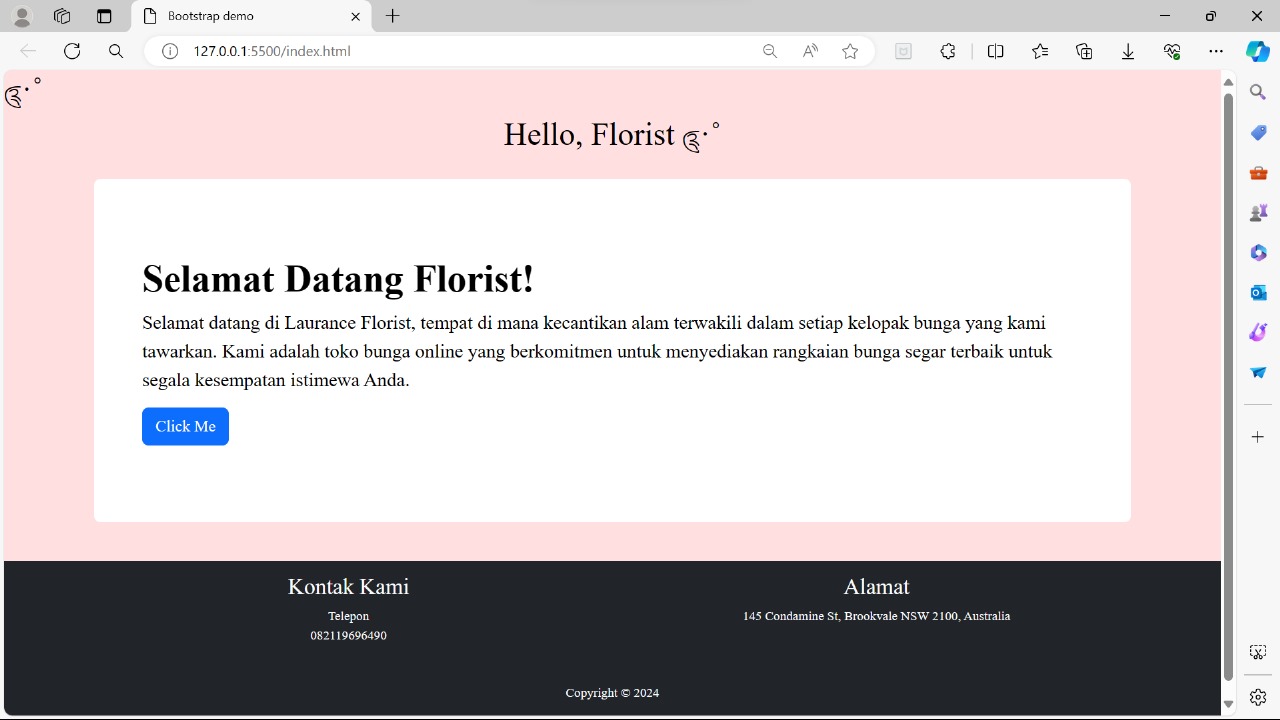 Bootstrap demo
127.0.0.1:5500/index.html
Hello, Florist
Selamat Datang Florist!
Selamat datang di Laurance Florist, tempat di mana kecantikan alam terwakili dalam setiap kelopak bunga yang kami
tawarkan. Kami adalah toko bunga online yang berkomitmen untuk menyediakan rangkaian bunga segar terbaik untuk
segala kesempatan istimewa Anda.
Click Me
Kontak Kami
Telepon
082119696490
Alamat
145 Condamine St, Brookvale NSW 2100, Australia
Copyright © 2024